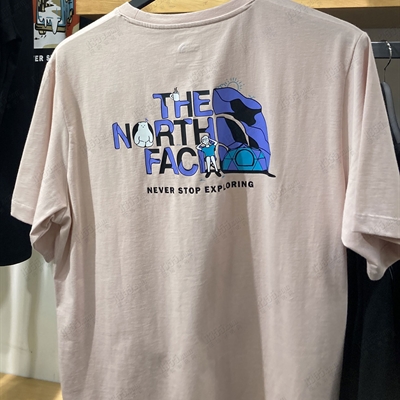 THE
NORTH
FACE
NEVER STOP EXPLORING